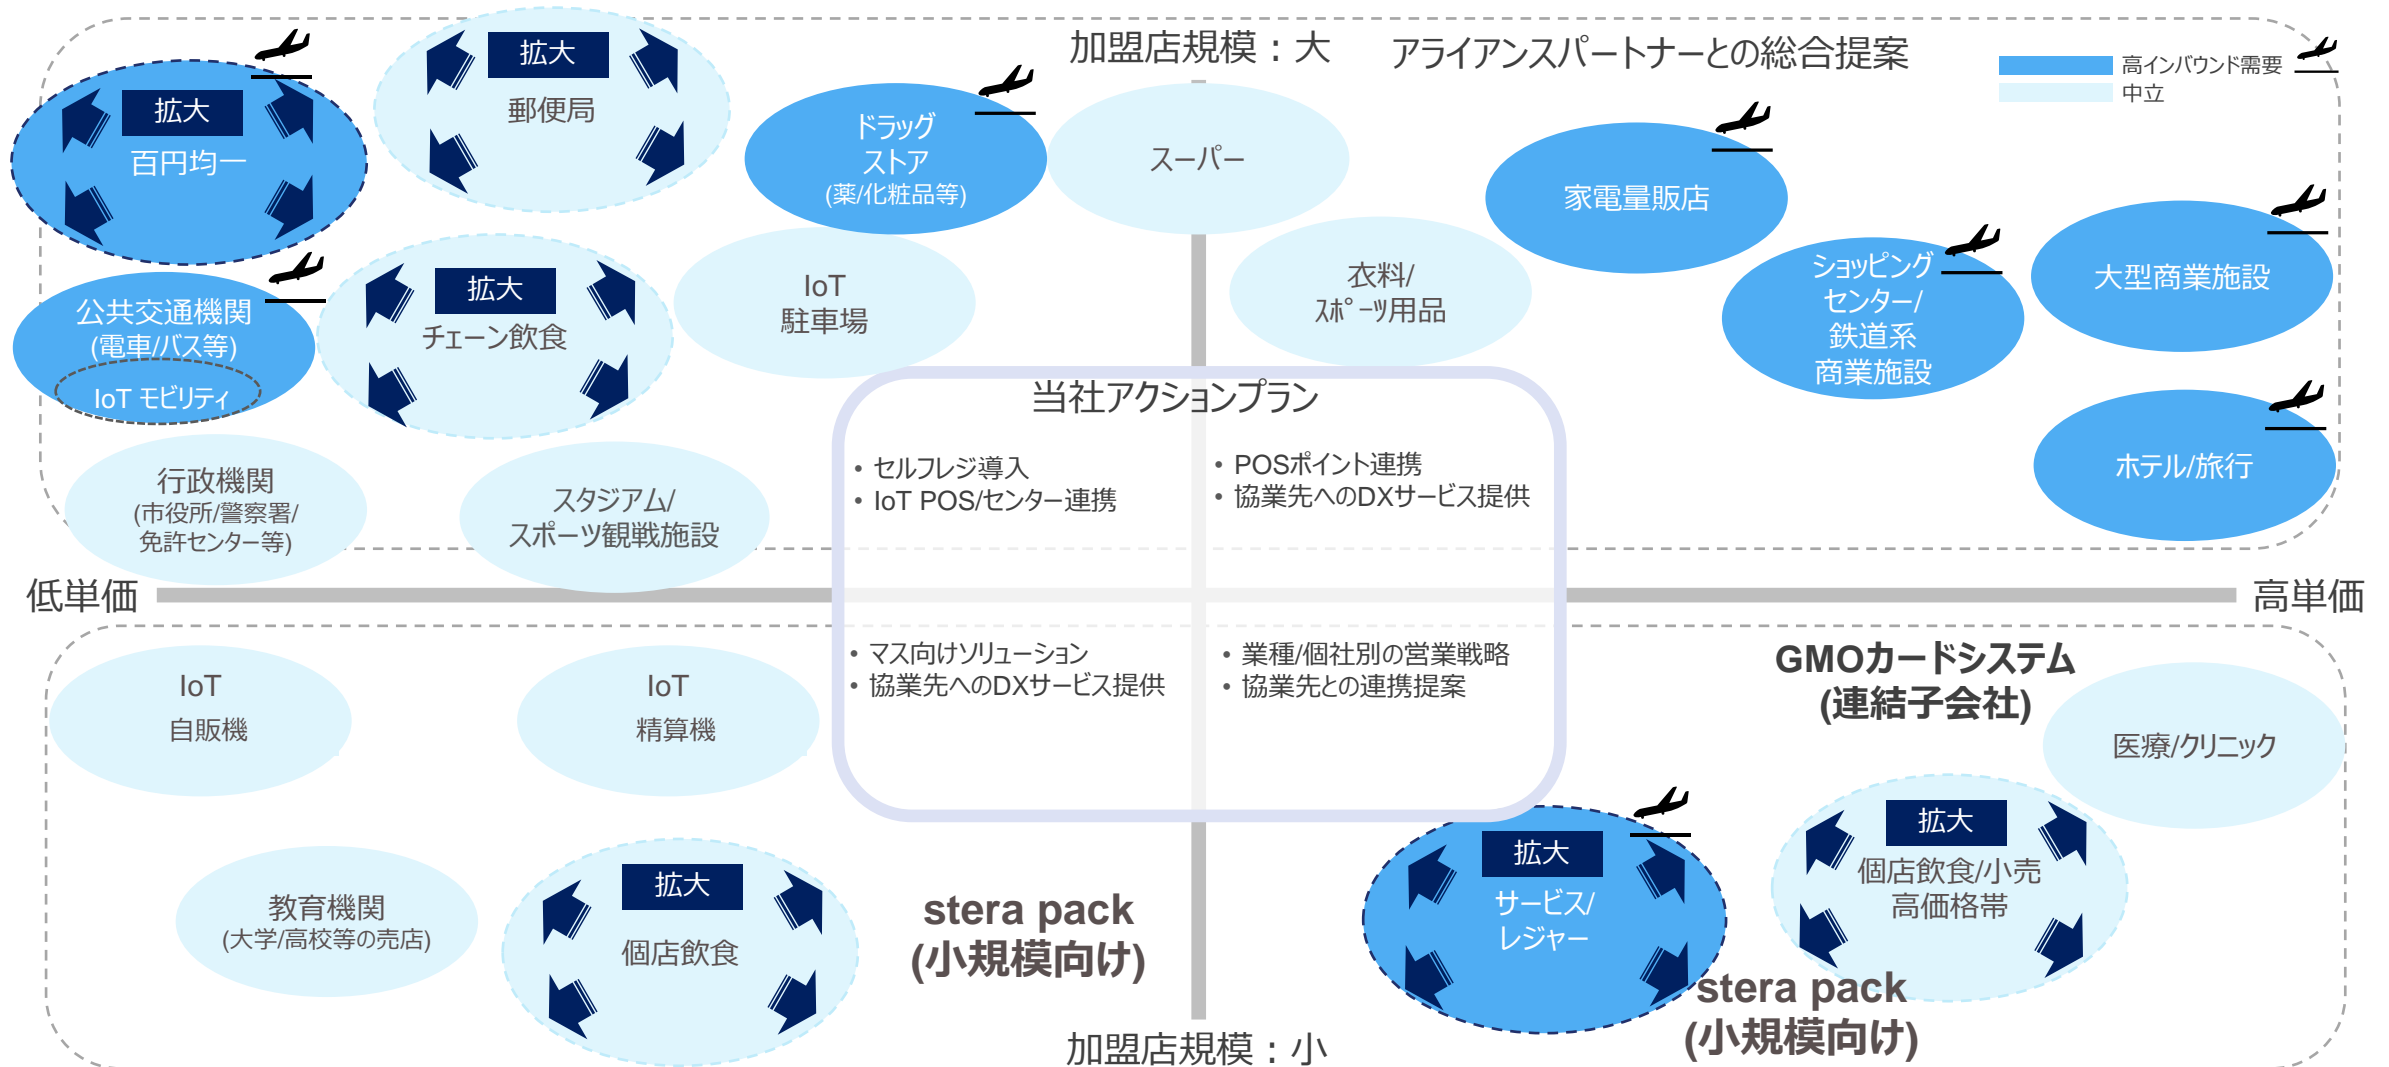 加盟店規模：大
アライアンスパートナーとの総合提案
高インバウンド需要
中立
拡大
百円均一
拡大
郵便局
ドラッグ
ストア
(薬/化粧品等)
スーパー
家電量販店
大型商業施設
ショッピング
センター/
鉄道系
商業施設
衣料/
ｽﾎﾟｰﾂ用品
IoT
駐車場
拡大
チェーン飲食
公共交通機関
(電車/バス等)
IoT モビリティ
ホテル/旅行
行政機関
(市役所/警察署/
免許センター等)
スタジアム/
スポーツ観戦施設
当社アクションプラン
• セルフレジ導入
• IoT POS/センター連携
• POSポイント連携
• 協業先へのDXサービス提供
低単価
高単価
• マス向けソリューション
• 協業先へのDXサービス提供
• 業種/個社別の営業戦略
• 協業先との連携提案
GMOカードシステム
(連結子会社)
IoT
自販機
IoT
精算機
医療/クリニック
拡大
サービス/
レジャー
拡大
個店飲食/小売
高価格帯
教育機関
(大学/高校等の売店)
拡大
個店飲食
stera pack
(小規模向け)
stera pack
(小規模向け)
加盟店規模：小